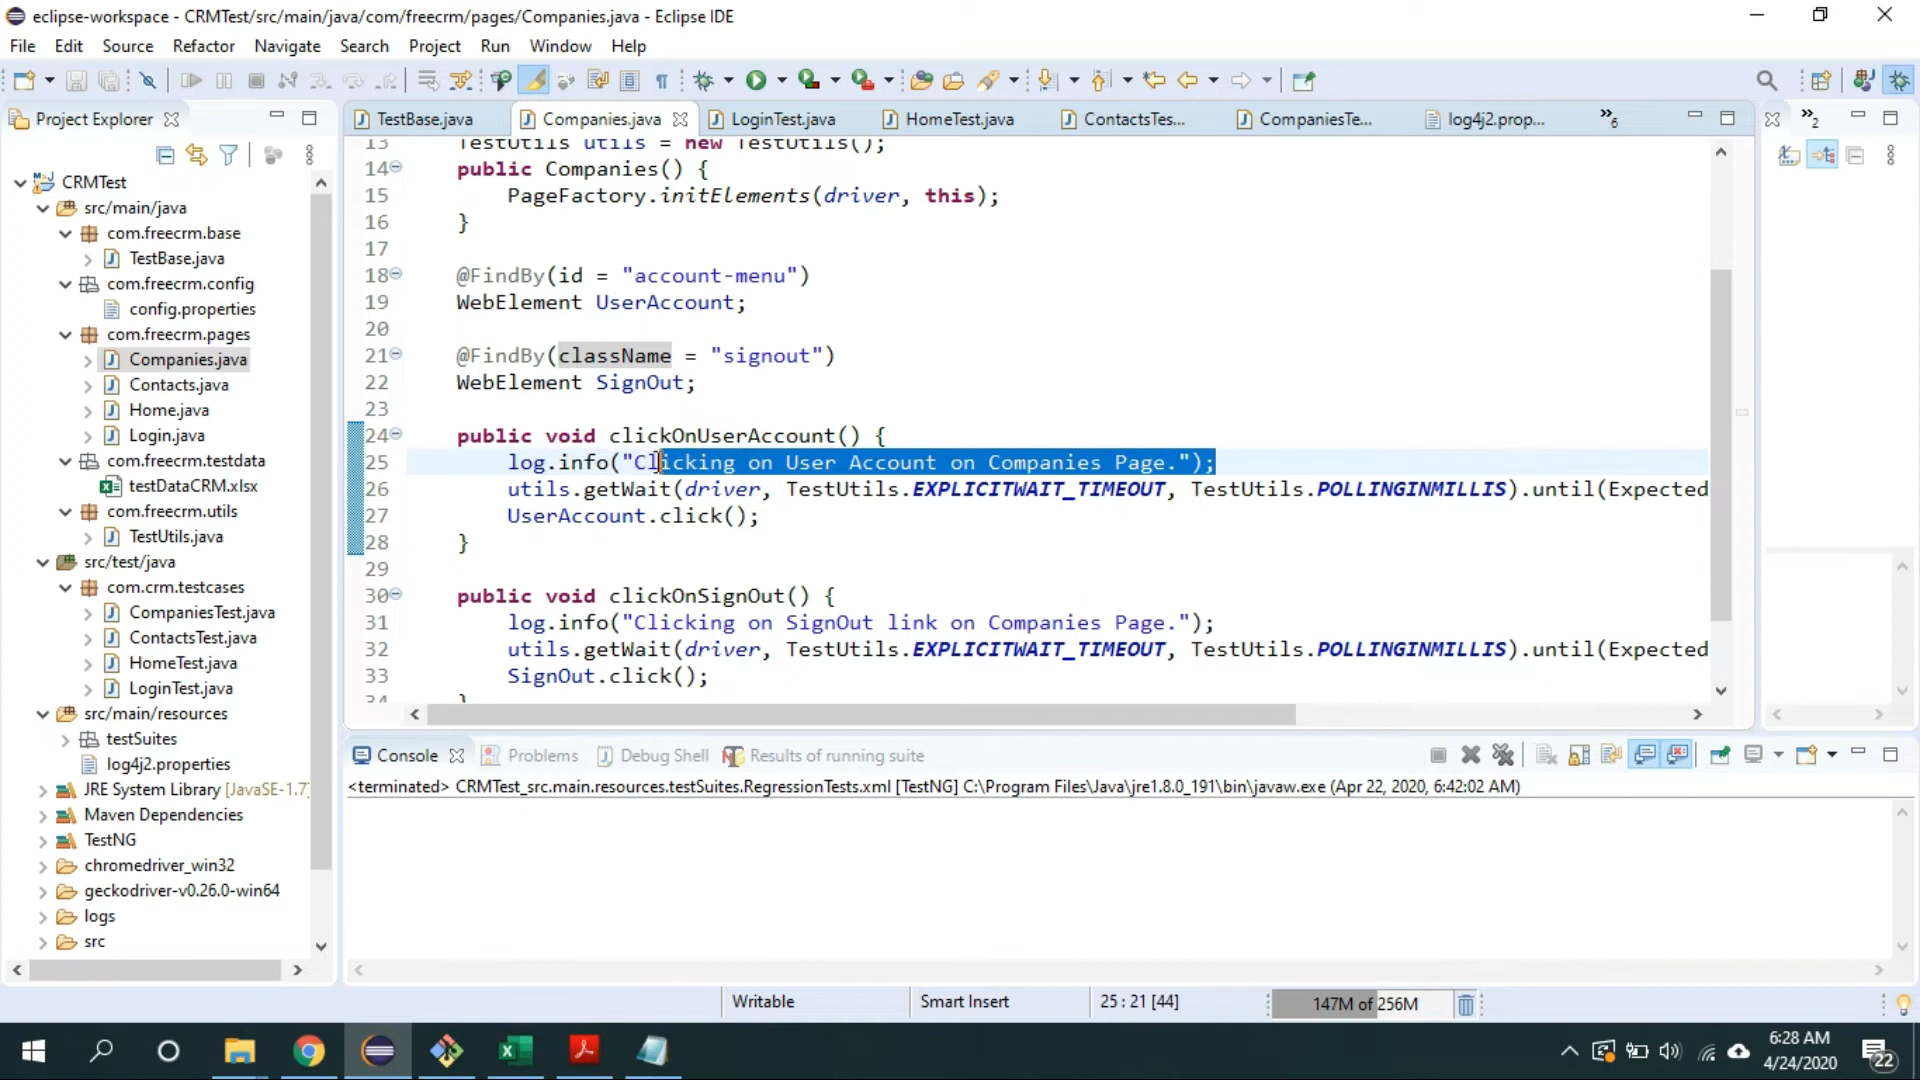 eclipse-workspace - CRMTest/src/main/java/com/freecrm/pages/Companies.java - Eclipse IDE
File Edit Source Refactor Navigate Search Project Run Window Help
Project Explorer
TestBase.java Companies.java LoginTest.java HomeTest.java ContactsTes... CompaniesTe... log4j2.prop... »6 »2
CRMTest
src/main/java
com.freecrm.base
TestBase.java
com.freecrm.config
config.properties
com.freecrm.pages
Companies.java
Contacts.java
Home.java
Login.java
com.freecrm.testdata
testDataCRM.xlsx
com.freecrm.utils
TestUtils.java
src/test/java
com.crm.testcases
CompaniesTest.java
ContactsTest.java
HomeTest.java
LoginTest.java
src/main/resources
testSuites
log4j2.properties
JRE System Library [JavaSE-1.7]
Maven Dependencies
TestNG
chromedriver_win32
geckodriver-v0.26.0-win64
logs
src
13 TestUtils utils = new TestUtils();
14 public Companies() {
15 PageFactory.initElements(driver, this);
16 }
17
18 @FindBy(id = "account-menu")
19 WebElement UserAccount;
20
21 @FindBy(className = "signout")
22 WebElement SignOut;
23
24 public void clickOnUserAccount() {
25 log.info("Clicking on User Account on Companies Page.");
26 utils.getWait(driver, TestUtils.EXPLICITWAIT_TIMEOUT, TestUtils.POLLINGINMILLIS).until(Expected
27 UserAccount.click();
28 }
29
30 public void clickOnSignOut() {
31 log.info("Clicking on SignOut link on Companies Page.");
32 utils.getWait(driver, TestUtils.EXPLICITWAIT_TIMEOUT, TestUtils.POLLINGINMILLIS).until(Expected
33 SignOut.click();
34 }
Console Problems Debug Shell Results of running suite
<terminated> CRMTest_src.main.resources.testSuites.RegressionTests.xml [TestNG] C:\Program Files\Java\jre1.8.0_191\bin\javaw.exe (Apr 22, 2020, 6:42:02 AM)
Writable Smart Insert 25 : 21 [44] 147M of 256M
6:28 AM
4/24/2020
22